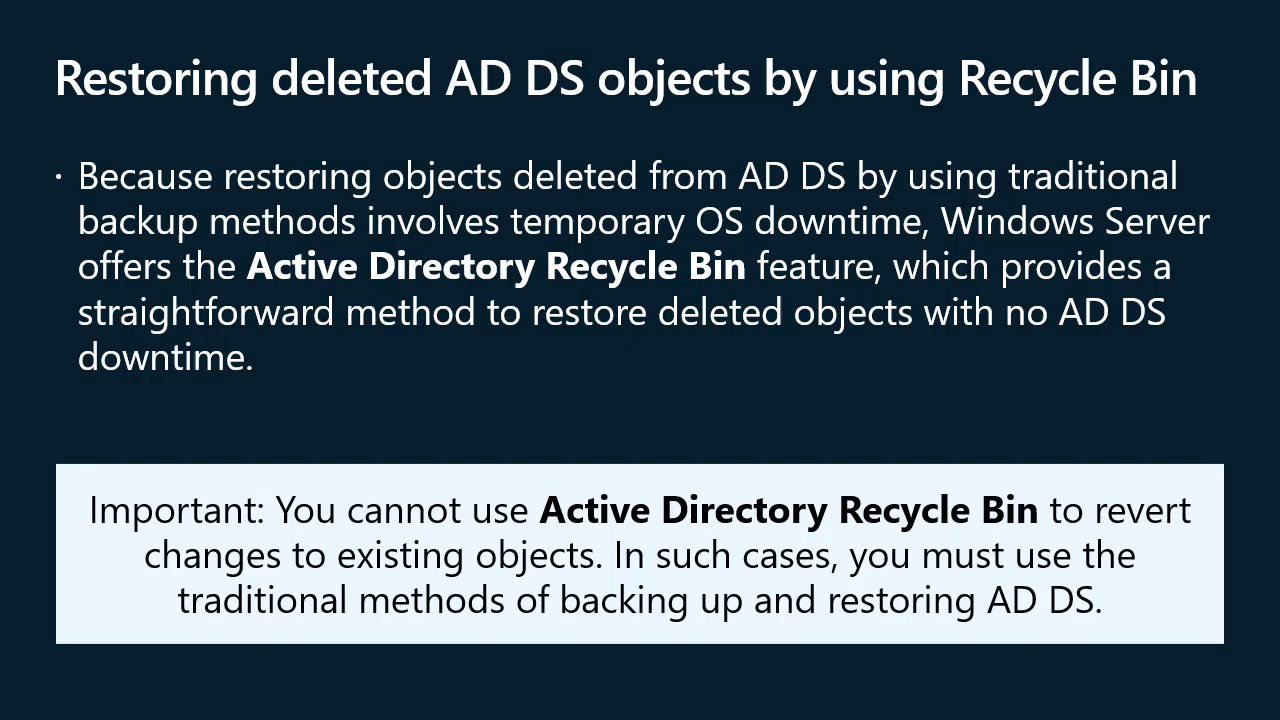 Restoring deleted AD DS objects by using Recycle Bin
· Because restoring objects deleted from AD DS by using traditional
backup methods involves temporary OS downtime, Windows Server
offers the Active Directory Recycle Bin feature, which provides a
straightforward method to restore deleted objects with no AD DS
downtime.
Important: You cannot use Active Directory Recycle Bin to revert
changes to existing objects. In such cases, you must use the
traditional methods of backing up and restoring AD DS.